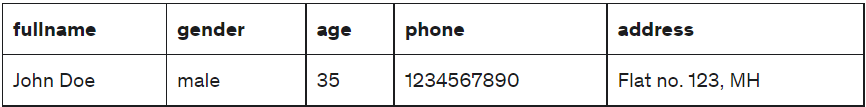 fullname gender age phone address
John Doe male 35 1234567890 Flat no. 123, MH